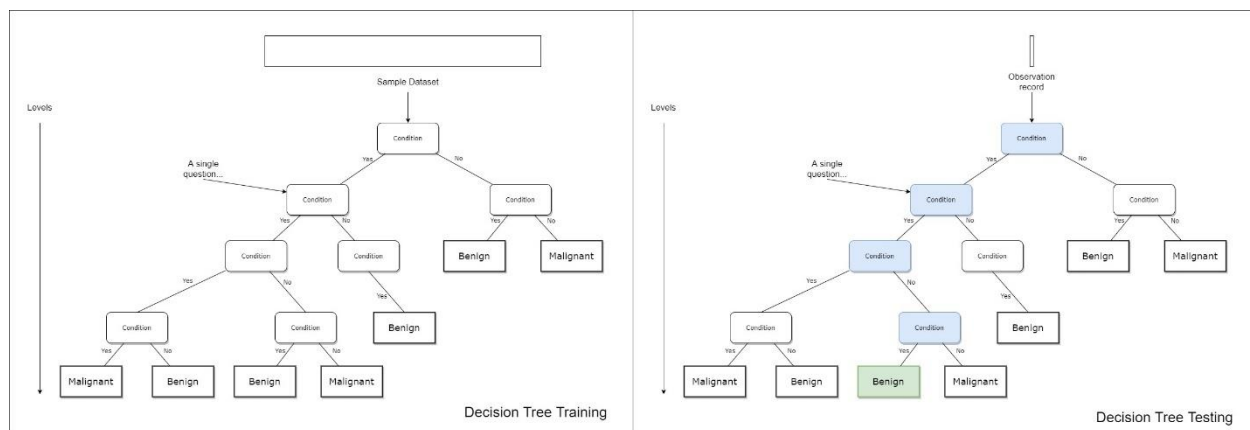 Sample Dataset
Levels
Condition
Yes
No
A single
question...
Condition
Condition
Yes
No
Yes
No
Condition
Condition
Benign
Malignant
Yes
No
Yes
Condition
Condition
Benign
Yes
No
Yes
No
Malignant
Benign
Benign
Malignant
Decision Tree Training
Observation
record
Levels
Condition
Yes
No
A single
question...
Condition
Condition
Yes
No
Yes
No
Condition
Condition
Benign
Malignant
Yes
No
Yes
Condition
Condition
Benign
Yes
No
Yes
No
Malignant
Benign
Benign
Malignant
Decision Tree Testing